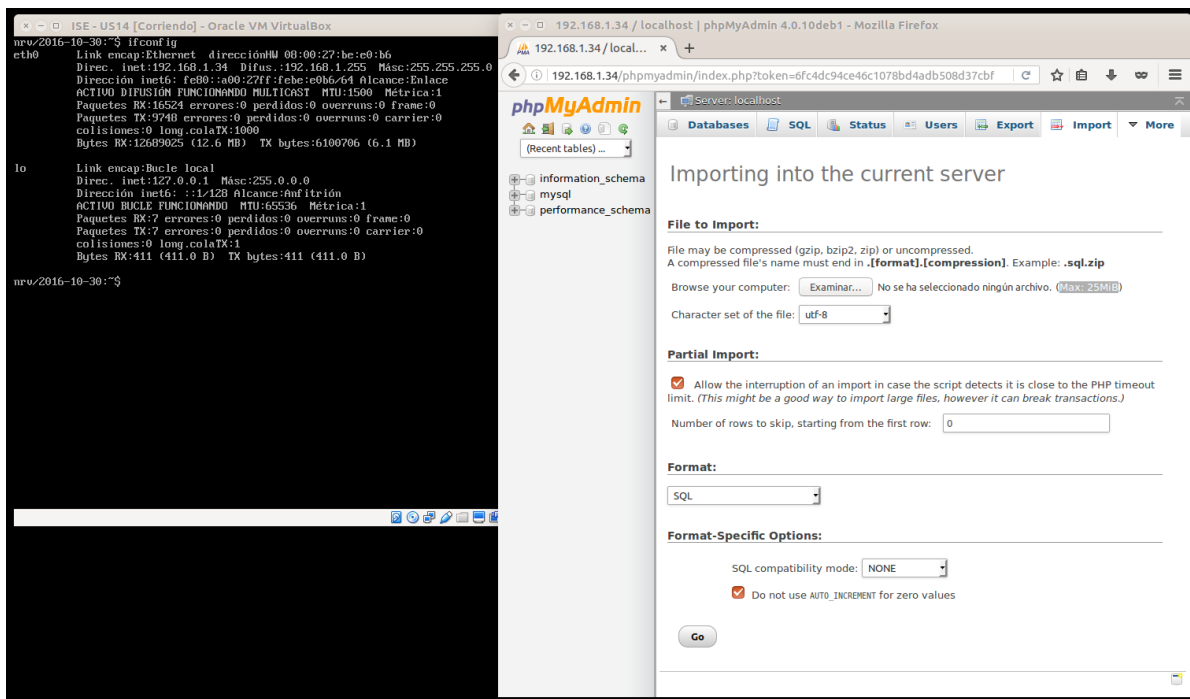 ISE - US14 [Corriendo] - Oracle VM VirtualBox
nrv/2016-10-30:~$ ifconfig
eth0 Link encap:Ethernet direcciónHW 08:00:27:be:e0:b6
Direc. inet:192.168.1.34 Difus.:192.168.1.255 Másc:255.255.255.0
Dirección inet6: fe80::a00:27ff:febe:e0b6/64 Alcance:Enlace
ACTIVO DIFUSIÓN FUNCIONANDO MULTICAST MTU:1500 Métrica:1
Paquetes RX:16524 errores:0 perdidos:0 overruns:0 frame:0
Paquetes TX:9748 errores:0 perdidos:0 overruns:0 carrier:0
colisiones:0 long.colaTX:1000
Bytes RX:12689025 (12.6 MB) TX bytes:6100706 (6.1 MB)
lo Link encap:Bucle local
Direc. inet:127.0.0.1 Másc:255.0.0.0
Dirección inet6: ::1/128 Alcance:Anfitrión
ACTIVO BUCLE FUNCIONANDO MTU:65536 Métrica:1
Paquetes RX:7 errores:0 perdidos:0 overruns:0 frame:0
Paquetes TX:7 errores:0 perdidos:0 overruns:0 carrier:0
colisiones:0 long.colaTX:1
Bytes RX:411 (411.0 B) TX bytes:411 (411.0 B)
nrv/2016-10-30:~$
192.168.1.34 / localhost | phpMyAdmin 4.0.10deb1 - Mozilla Firefox
192.168.1.34 / local...
192.168.1.34/phpmyadmin/index.php?token=6fc4dc94ce46c1078bd4adb508d37cbf
phpMyAdmin
(Recent tables) ...
information_schema
mysql
performance_schema
Server: localhost
Databases SQL Status Users Export Import More
Importing into the current server
File to Import:
File may be compressed (gzip, bzip2, zip) or uncompressed.
A compressed file's name must end in .[format].[compression]. Example: .sql.zip
Browse your computer: Examinar... No se ha seleccionado ningún archivo. (Max: 25MiB)
Character set of the file: utf-8
Partial Import:
Allow the interruption of an import in case the script detects it is close to the PHP timeout
limit. (This might be a good way to import large files, however it can break transactions.)
Number of rows to skip, starting from the first row: 0
Format:
SQL
Format-Specific Options:
SQL compatibility mode: NONE
Do not use AUTO_INCREMENT for zero values
Go